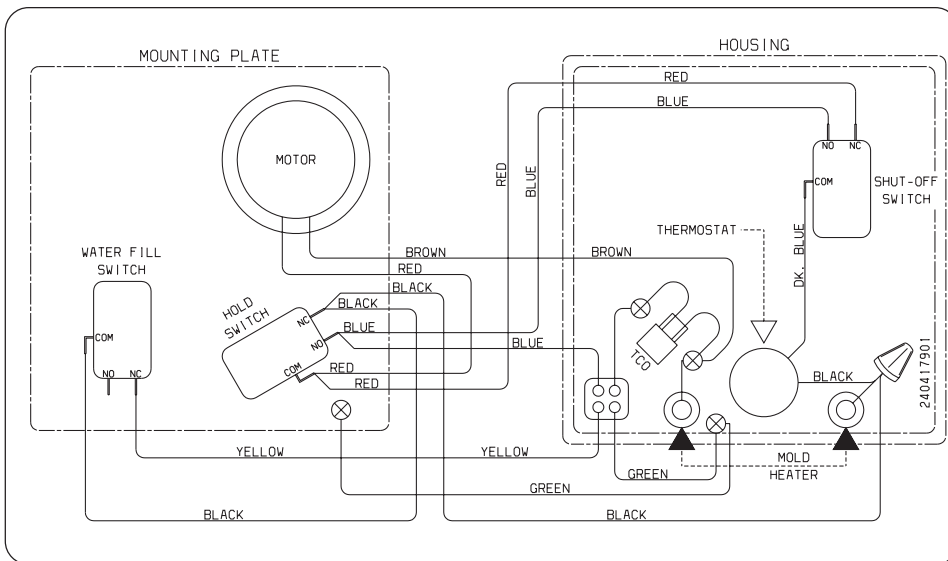 MOUNTING PLATE
HOUSING
RED
BLUE
MOTOR
RED
BLUE
NO
NC
COM
SHUT-OFF
SWITCH
THERMOSTAT
DK. BLUE
BROWN
BROWN
RED
WATER FILL
SWITCH
BLACK
BLACK
HOLD
SWITCH
NC
NO
COM
BLUE
BLUE
COM
NO
NC
RED
RED
TCO
BLACK
240417901
YELLOW
YELLOW
MOLD
HEATER
GREEN
GREEN
BLACK
BLACK